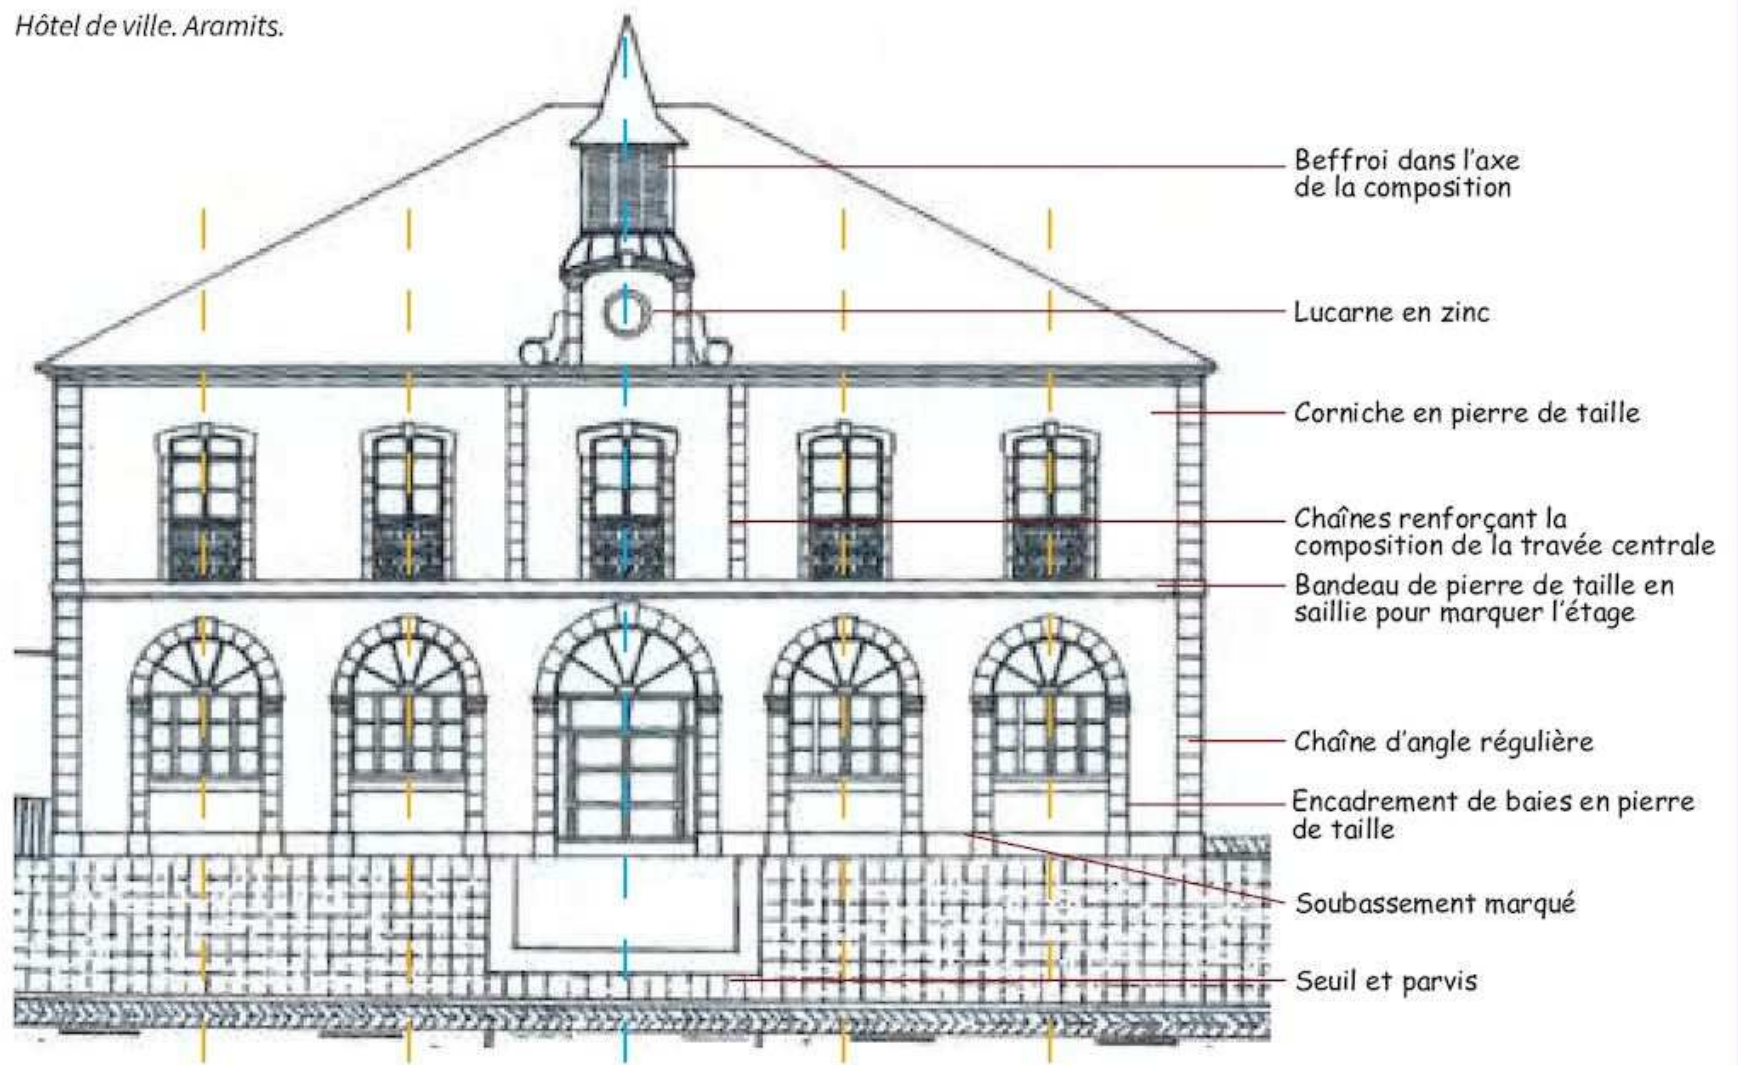 Hôtel de ville. Aramits.
Beffroi dans l'axe
de la composition
Lucarne en zinc
Corniche en pierre de taille
Chaînes renforçant la
composition de la travée centrale
Bandeau de pierre de taille en
saillie pour marquer l'étage
Chaîne d'angle régulière
Encadrement de baies en pierre
de taille
Soubassement marqué
Seuil et parvis